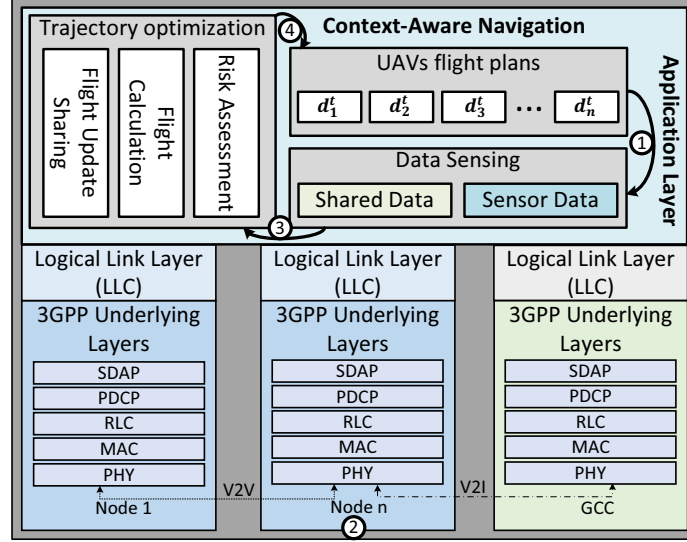 Context-Aware Navigation
Application Layer
Trajectory optimization
Flight Update
Sharing
Flight
Calculation
Risk Assessment
4
UAVs flight plans
d_1^t
d_2^t
d_3^t
...
d_n^t
1
Data Sensing
Shared Data
Sensor Data
3
Logical Link Layer
(LLC)
3GPP Underlying
Layers
SDAP
PDCP
RLC
MAC
PHY
Node 1
Logical Link Layer
(LLC)
3GPP Underlying
Layers
SDAP
PDCP
RLC
MAC
PHY
Node n
Logical Link Layer
(LLC)
3GPP Underlying
Layers
SDAP
PDCP
RLC
MAC
PHY
GCC
V2V
V2I
2